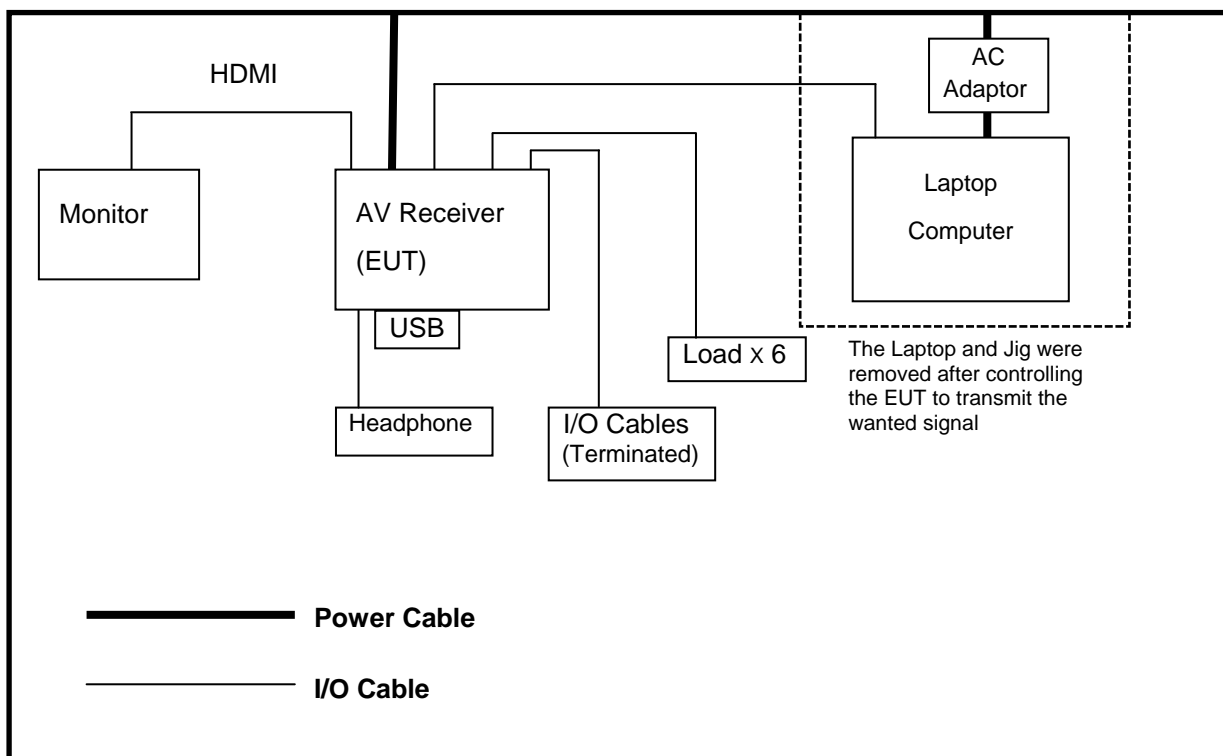 HDMI
AC
Adaptor
Monitor
AV Receiver
(EUT)
Laptop
Computer
USB
Load X 6
The Laptop and Jig were
removed after controlling
the EUT to transmit the
wanted signal
Headphone
I/O Cables
(Terminated)
Power Cable
I/O Cable